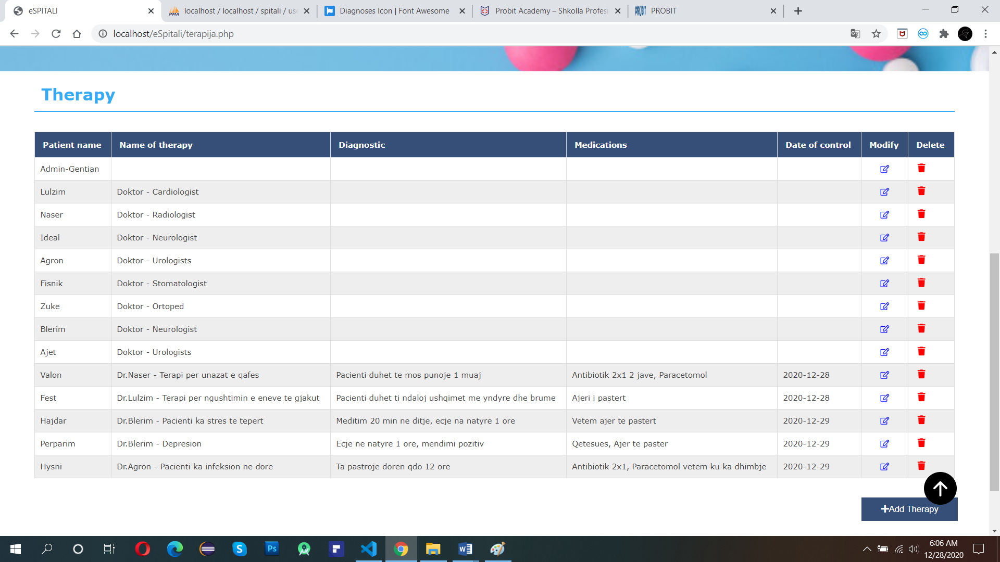 eSPITALI
localhost / localhost / spitali / use
Diagnoses Icon | Font Awesome
Probit Academy – Shkolla Profesi
PROBIT
localhost/eSpitali/terapija.php
Therapy
Patient name Name of therapy Diagnostic Medications Date of control Modify Delete
Admin-Gentian
Lulzim Doktor - Cardiologist
Naser Doktor - Radiologist
Ideal Doktor - Neurologist
Agron Doktor - Urologists
Fisnik Doktor - Stomatologist
Zuke Doktor - Ortoped
Blerim Doktor - Neurologist
Ajet Doktor - Urologists
Valon Dr.Naser - Terapi per unazat e qafes Pacienti duhet te mos punoje 1 muaj Antibiotik 2x1 2 jave, Paracetomol 2020-12-28
Fest Dr.Lulzim - Terapi per ngushtimin e eneve te gjakut Pacienti duhet ti ndaloj ushqimet me yndyre dhe brume Ajeri i pastert 2020-12-28
Hajdar Dr.Blerim - Pacienti ka stres te tepert Meditim 20 min ne ditje, ecje na natyre 1 ore Vetem ajer te pastert 2020-12-29
Perparim Dr.Blerim - Depresion Ecje ne natyre 1 ore, mendimi pozitiv Qetesues, Ajer te paster 2020-12-29
Hysni Dr.Agron - Pacienti ka infeksion ne dore Ta pastroje doren qdo 12 ore Antibiotik 2x1, Paracetomol vetem ku ka dhimbje 2020-12-29
+Add Therapy
6:06 AM
12/28/2020